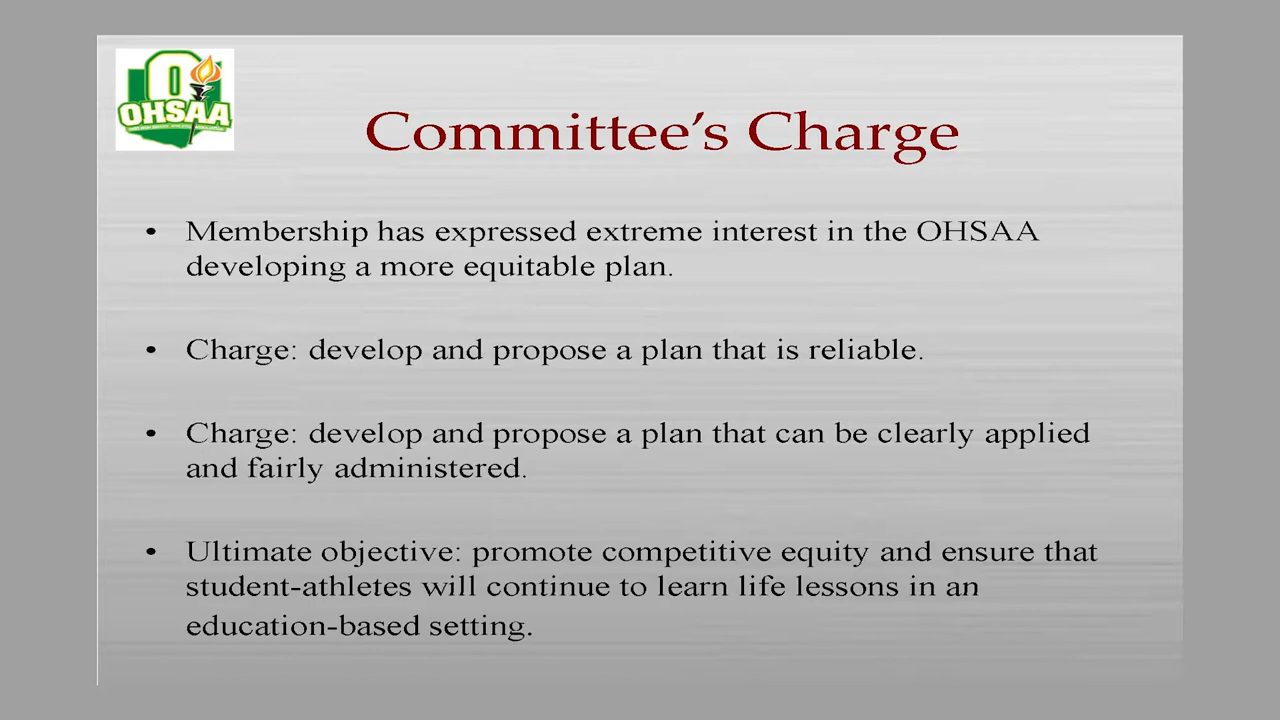 O
OHSAA
Committee’s Charge
• Membership has expressed extreme interest in the OHSAA
developing a more equitable plan.
• Charge: develop and propose a plan that is reliable.
• Charge: develop and propose a plan that can be clearly applied
and fairly administered.
• Ultimate objective: promote competitive equity and ensure that
student-athletes will continue to learn life lessons in an
education-based setting.